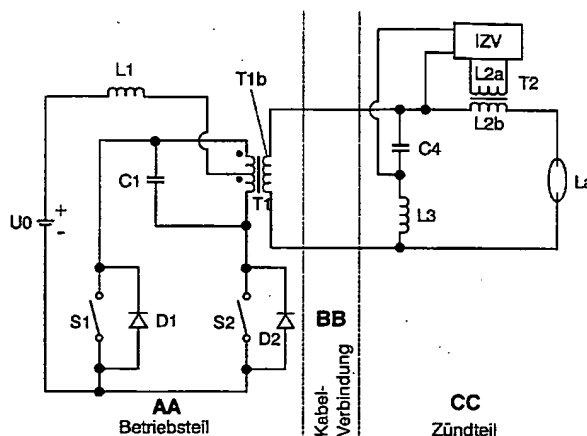 IZV
L1
T1b
L2a
T2
L2b
C4
C1
T1
U0
+
-
L3
S1
D1
S2
D2
BB
Kabel-
Verbindung
AA
Betriebsteil
CC
Zündteil